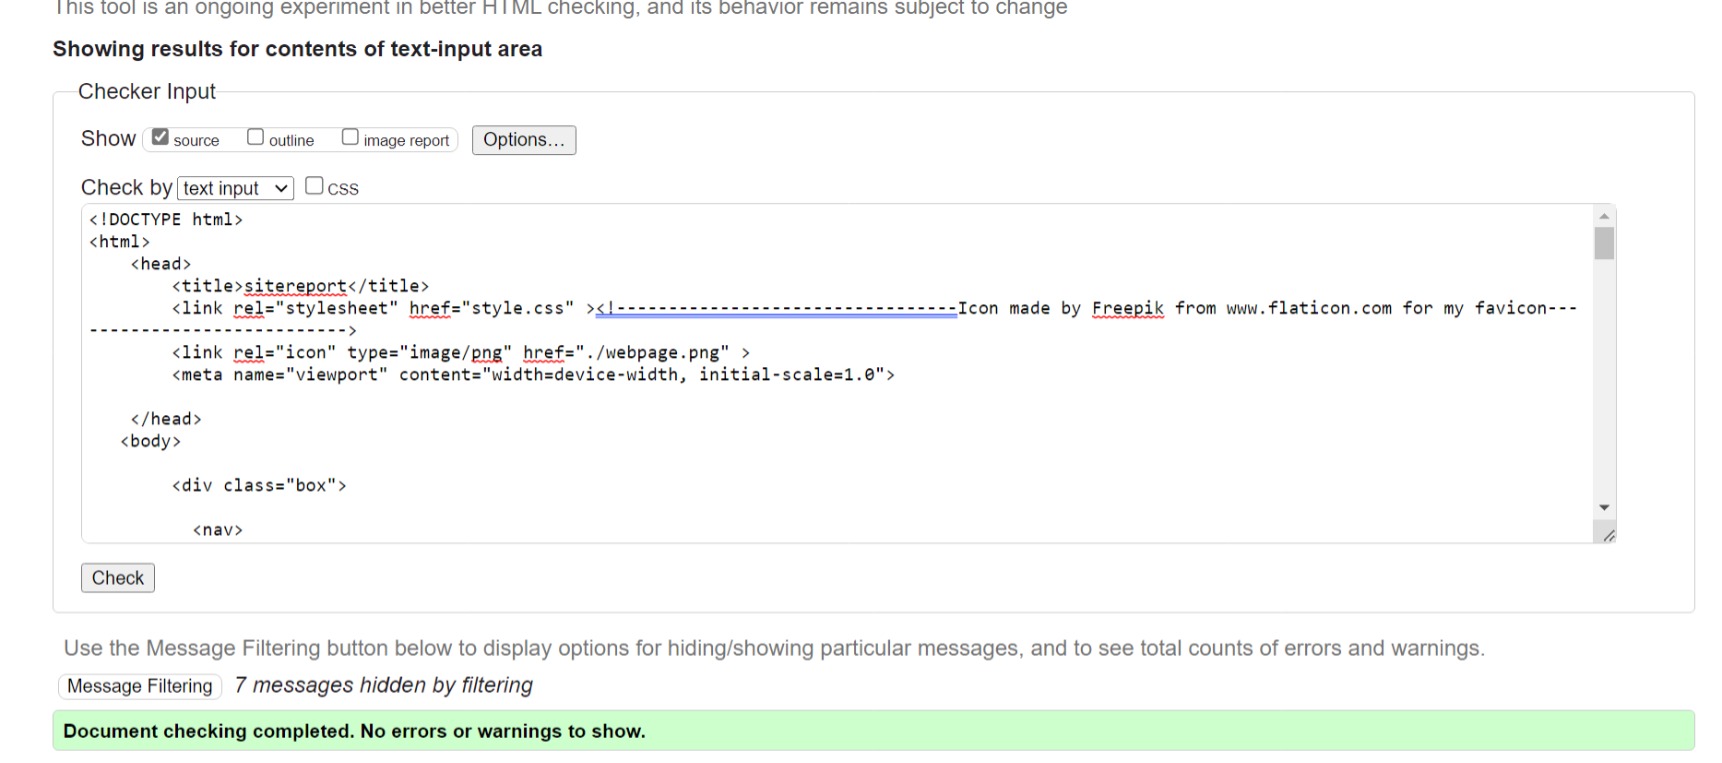 This tool is an ongoing experiment in better HTML checking, and its behavior remains subject to change
Showing results for contents of text-input area
Checker Input
Show source outline image report Options...
Check by text input CSS
<!DOCTYPE html>
<html>
<head>
<title>sitereport</title>
<link rel="stylesheet" href="style.css" ><!---------------------------------Icon made by Freepik from www.flaticon.com for my favicon---
------------------------->
<link rel="icon" type="image/png" href="./webpage.png" >
<meta name="viewport" content="width=device-width, initial-scale=1.0">
</head>
<body>
<div class="box">
<nav>
Check
Use the Message Filtering button below to display options for hiding/showing particular messages, and to see total counts of errors and warnings.
Message Filtering 7 messages hidden by filtering
Document checking completed. No errors or warnings to show.